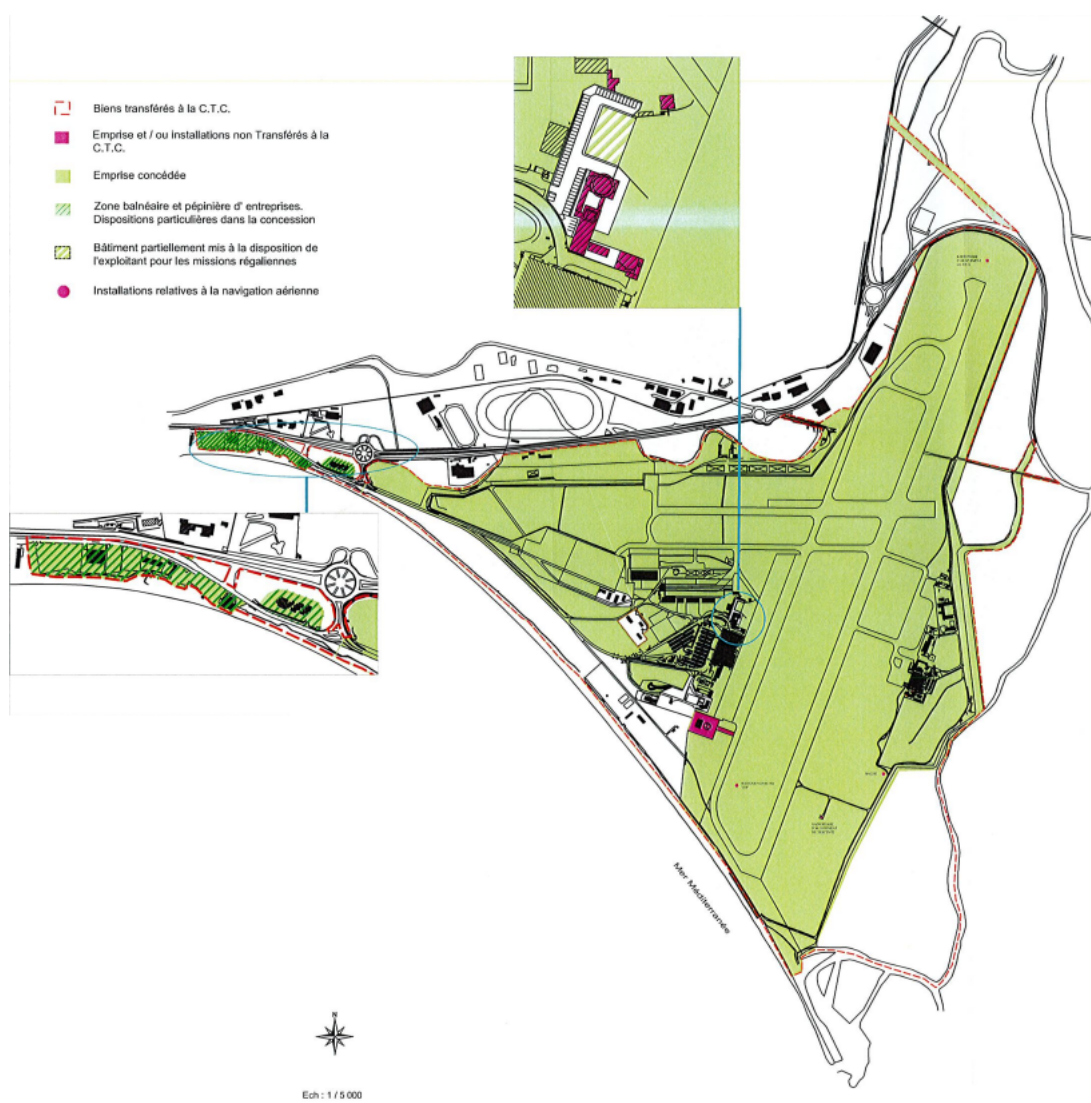 Biens transférés à la C.T.C.
Emprise et / ou installations non Transférés à la
C.T.C.
Emprise concédée
Zone balnéaire et pépinière d' entreprises.
Dispositions particulières dans la concession
Bâtiment partiellement mis à la disposition de
l'exploitant pour les missions régaliennes
Installations relatives à la navigation aérienne
Mer Méditerranée
N
Ech : 1 / 5 000